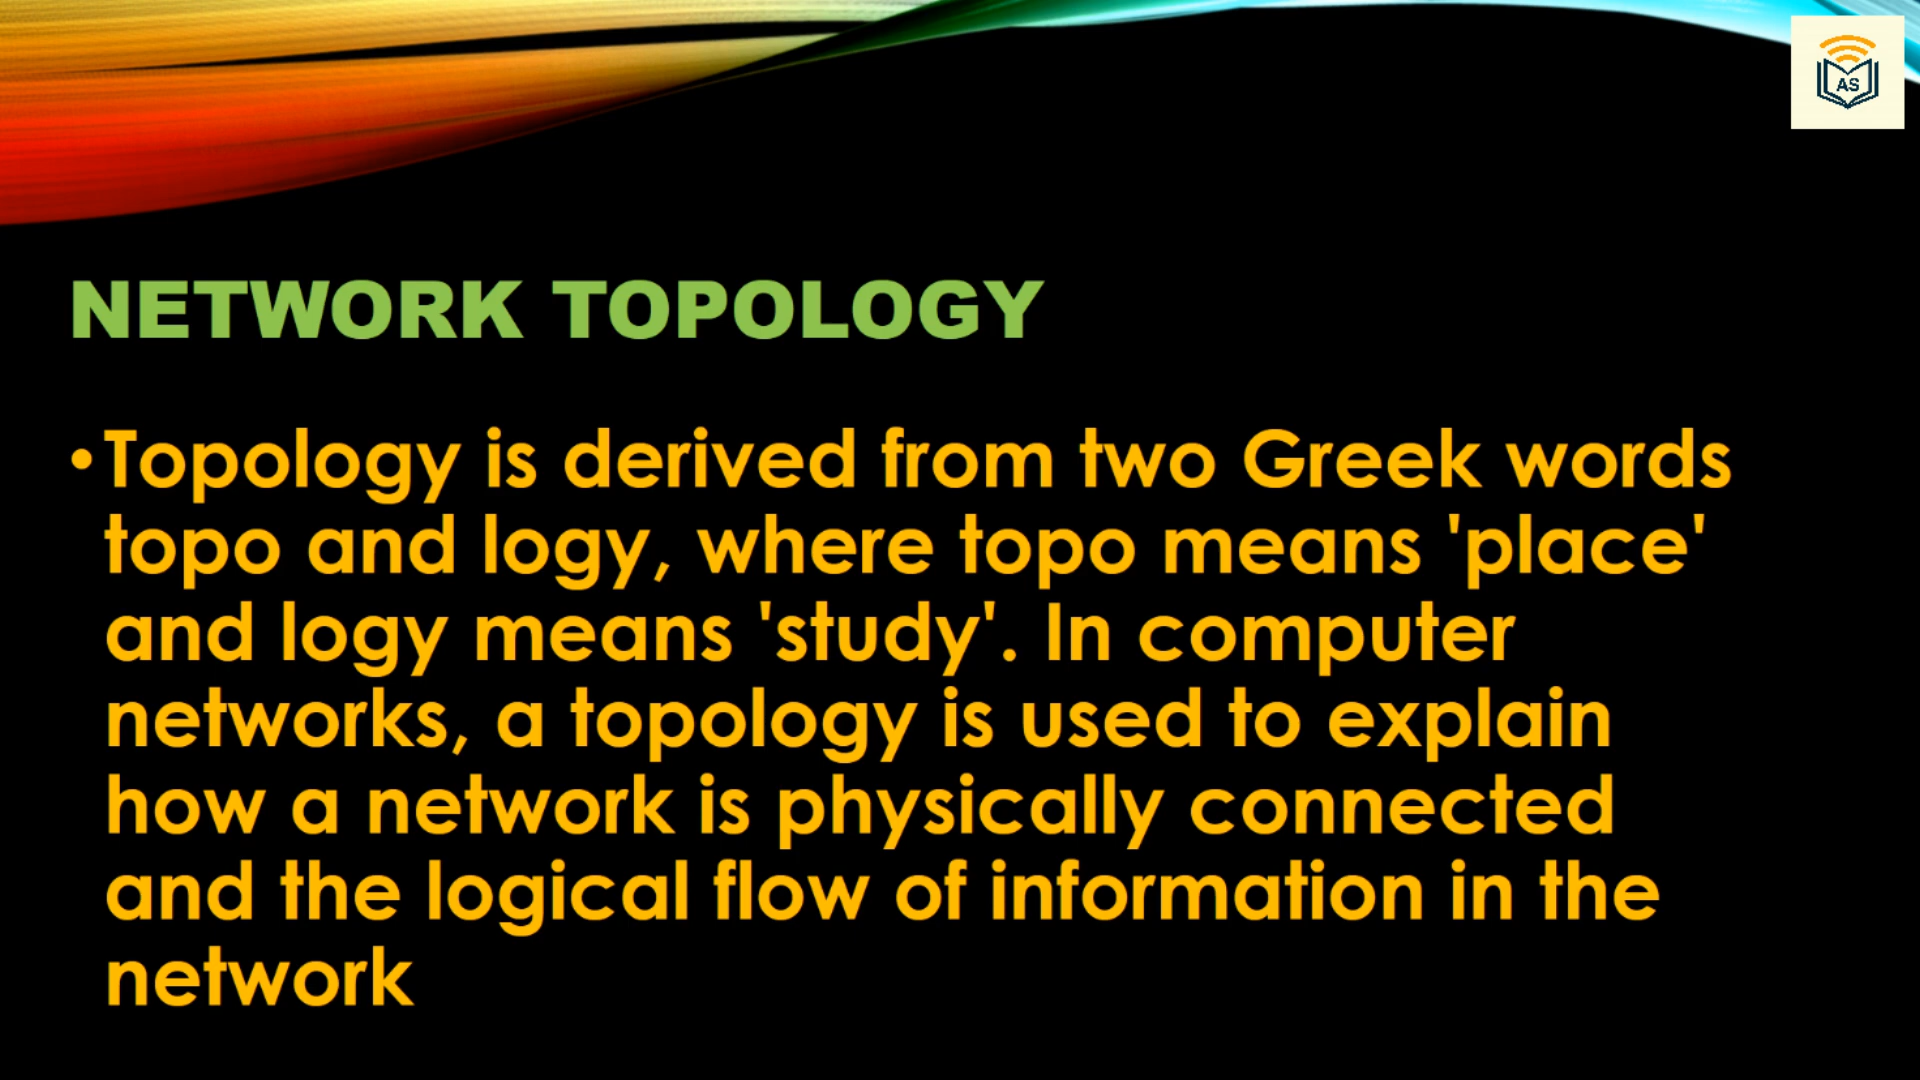 AS
NETWORK TOPOLOGY
•Topology is derived from two Greek words
topo and logy, where topo means 'place'
and logy means 'study'. In computer
networks, a topology is used to explain
how a network is physically connected
and the logical flow of information in the
network